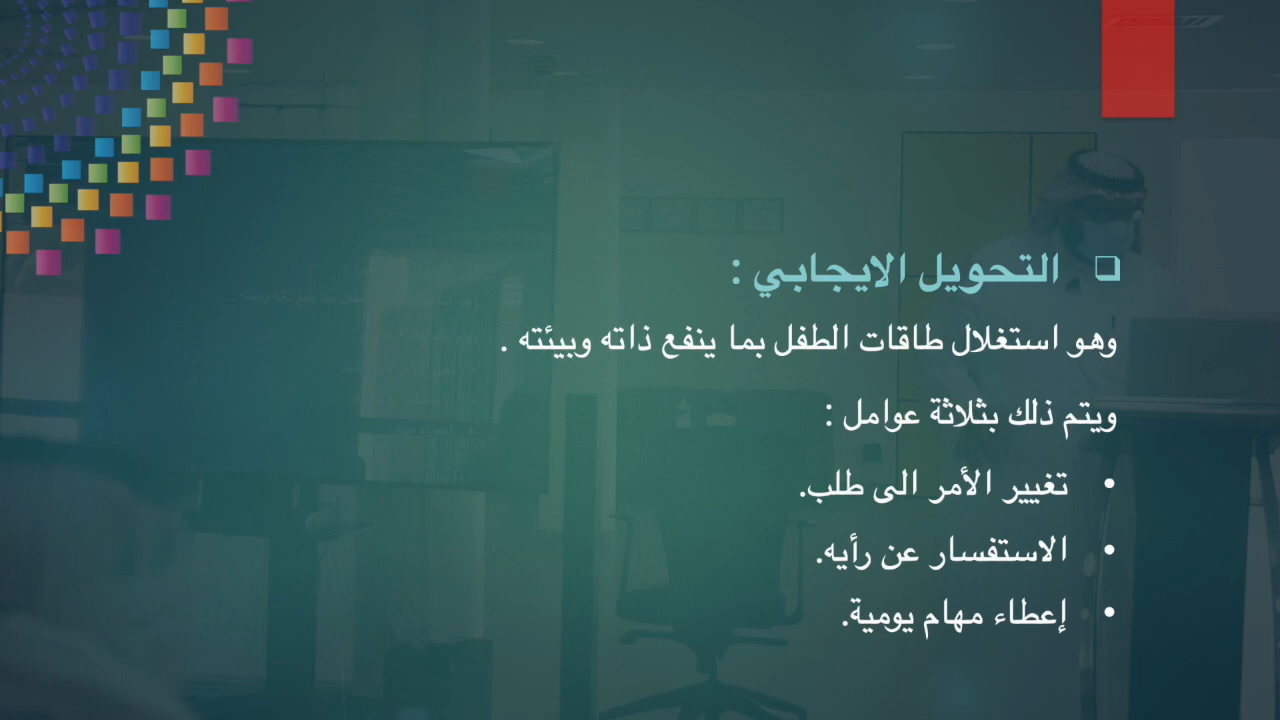 ❑ التحويل الايجابي :
وهو استغلال طاقات الطفل بما ينفع ذاته وبيئته .
ويتم ذلك بثلاثة عوامل :
• تغيير الأمر الى طلب.
• الاستفسار عن رأيه.
• إعطاء مهام يومية.